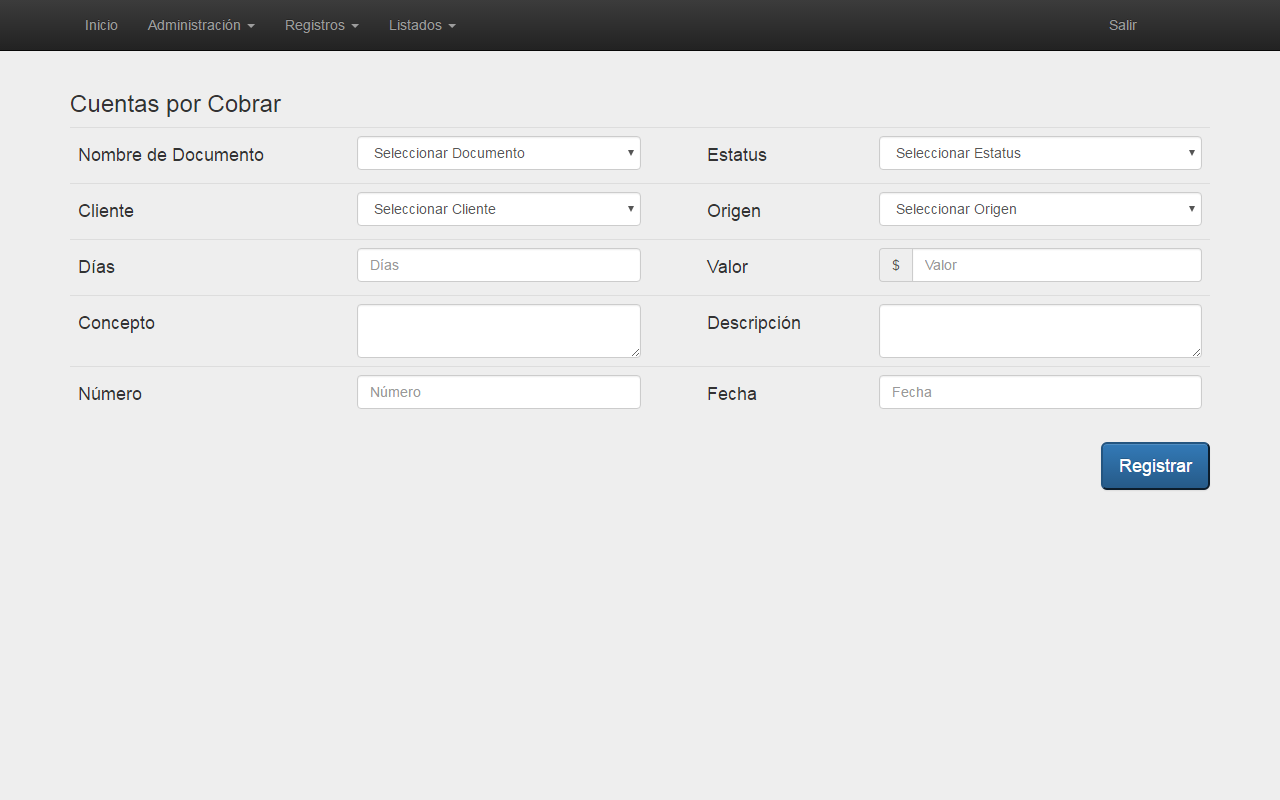 Inicio Administración Registros Listados Salir
Cuentas por Cobrar
Nombre de Documento Seleccionar Documento Estatus Seleccionar Estatus
Cliente Seleccionar Cliente Origen Seleccionar Origen
Días Días Valor $ Valor
Concepto Descripción
Número Número Fecha Fecha
Registrar